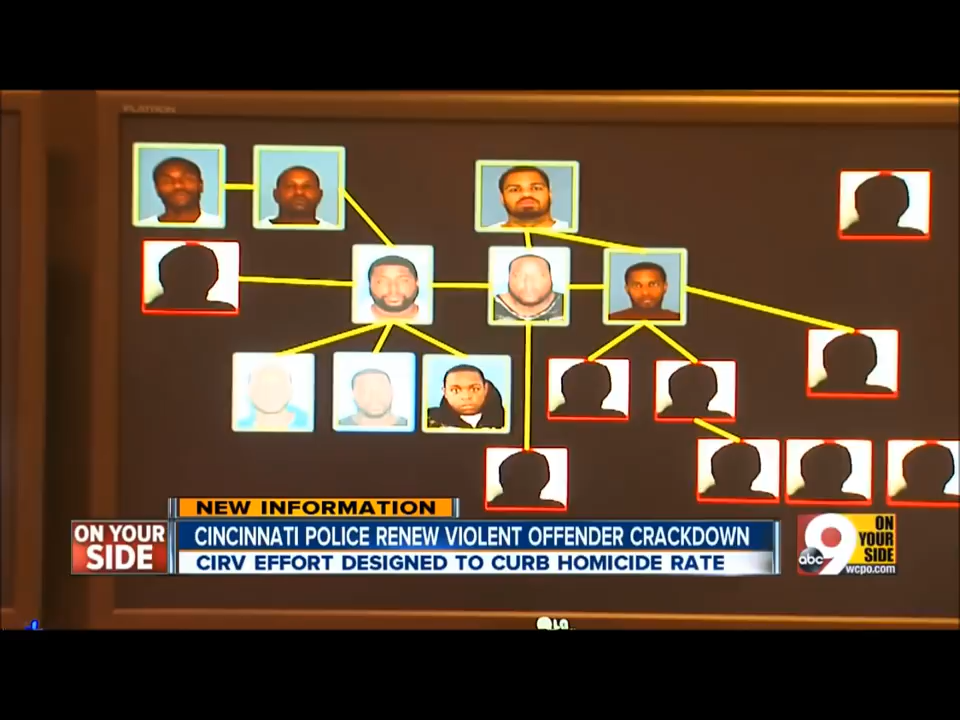 PLATRON
NEW INFORMATION
ON YOUR
SIDE
CINCINNATI POLICE RENEW VIOLENT OFFENDER CRACKDOWN
CIRV EFFORT DESIGNED TO CURB HOMICIDE RATE
abc 9
ON
YOUR
SIDE
wcpo.com
LG